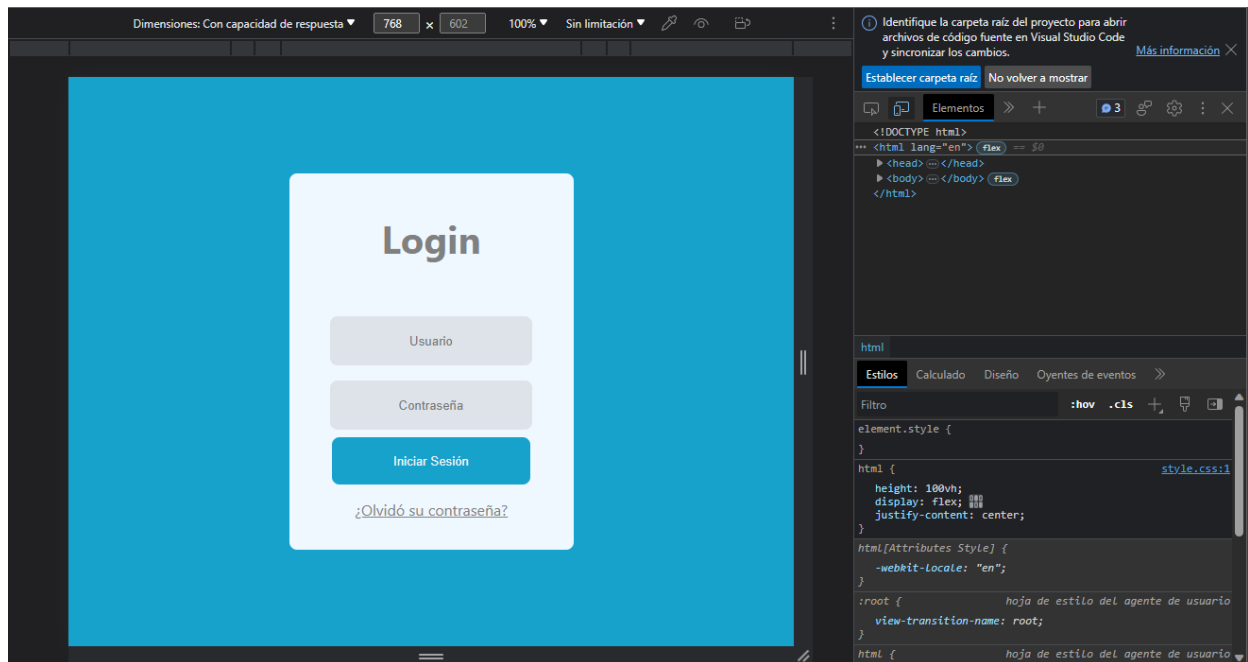 Dimensiones: Con capacidad de respuesta ▼ 768 × 602 100% ▼ Sin limitación ▼
Login
Usuario
Contraseña
Iniciar Sesión
¿Olvidó su contraseña?
Identifique la carpeta raíz del proyecto para abrir
archivos de código fuente en Visual Studio Code
y sincronizar los cambios.
Más información
Establecer carpeta raíz No volver a mostrar
Elementos 3
<!DOCTYPE html>
<html lang="en"> flex == $0
<head> … </head>
<body> … </body> flex
</html>
html
Estilos Calculado Diseño Oyentes de eventos
Filtro :hov .cls
element.style {
}
html { style.css:1
height: 100vh;
display: flex;
justify-content: center;
}
html[Attributes Style] {
-webkit-locale: "en";
}
:root { hoja de estilo del agente de usuario
view-transition-name: root;
}
html { hoja de estilo del agente de usuario